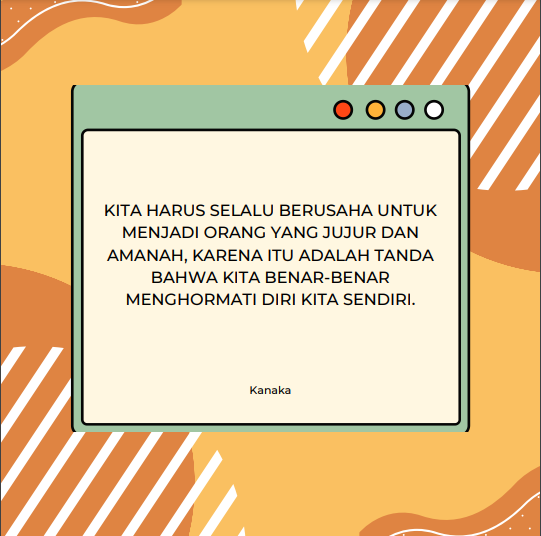 KITA HARUS SELALU BERUSAHA UNTUK
MENJADI ORANG YANG JUJUR DAN
AMANAH, KARENA ITU ADALAH TANDA
BAHWA KITA BENAR-BENAR
MENGHORMATI DIRI KITA SENDIRI.
Kanaka